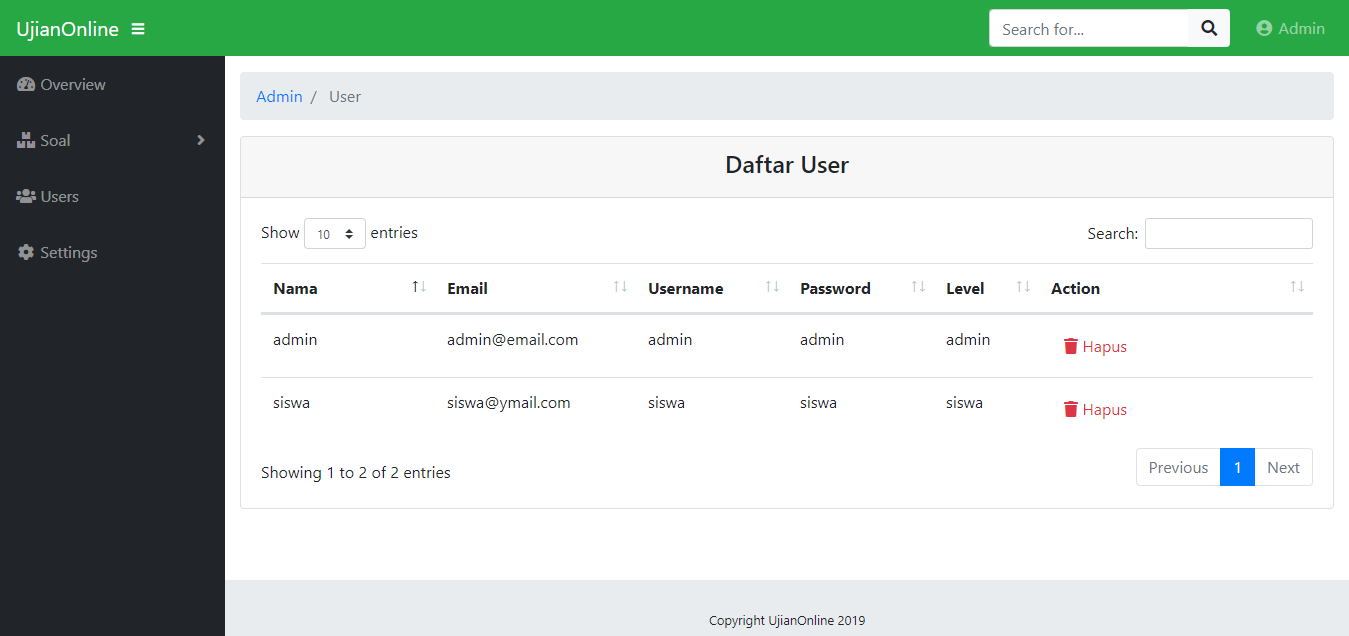 UjianOnline Search for... Admin
Overview
Soal
Users
Settings
Admin / User
Daftar User
Show 10 entries Search:
Nama Email Username Password Level Action
admin admin@email.com admin admin admin Hapus
siswa siswa@ymail.com siswa siswa siswa Hapus
Showing 1 to 2 of 2 entries Previous 1 Next
Copyright UjianOnline 2019